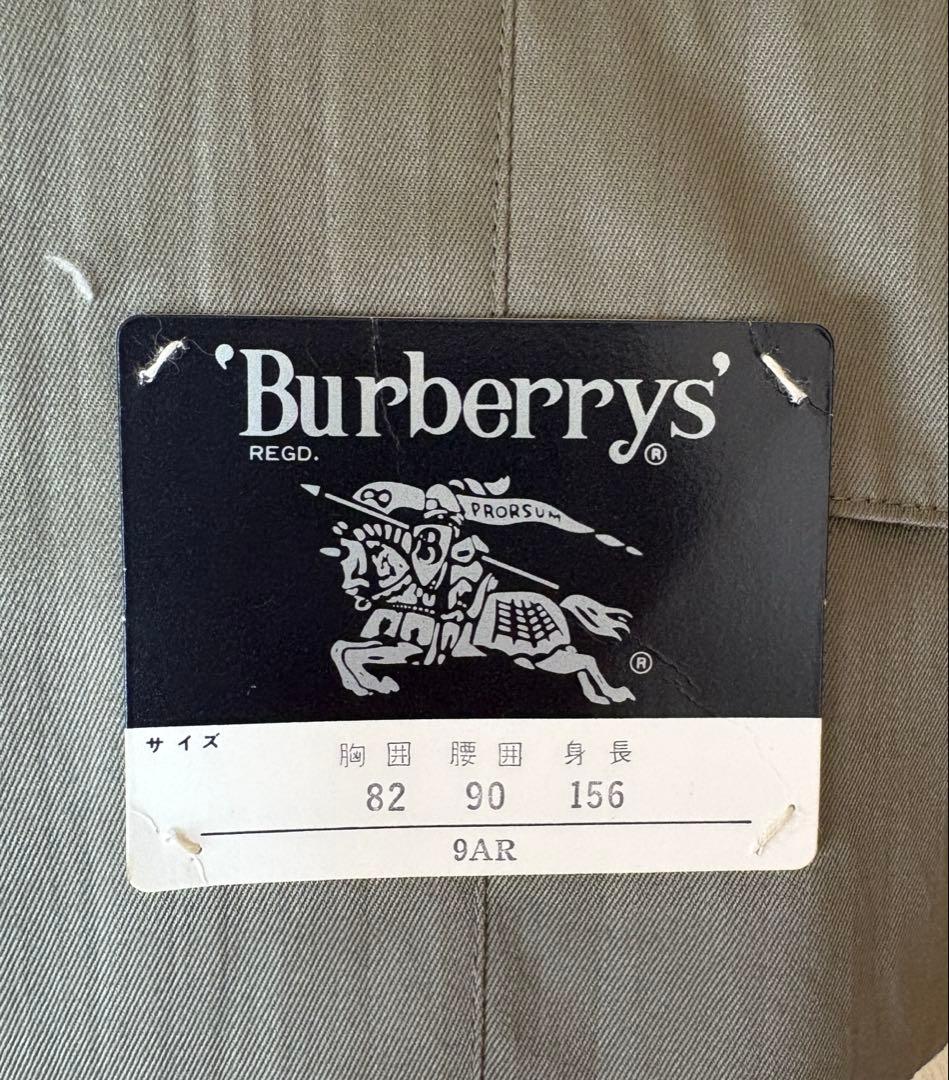 'Burberrys'
REGD. ®
PRORSUM
B
®
サイズ
胸囲 腰囲 身長
82 90 156
9AR